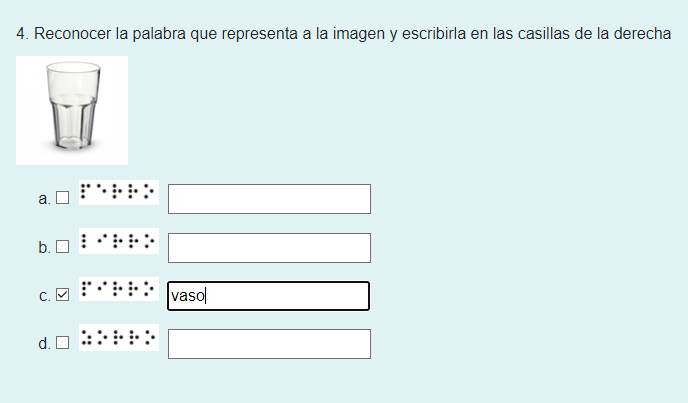 4. Reconocer la palabra que representa a la imagen y escribirla en las casillas de la derecha
a.
b.
c. vaso
d.